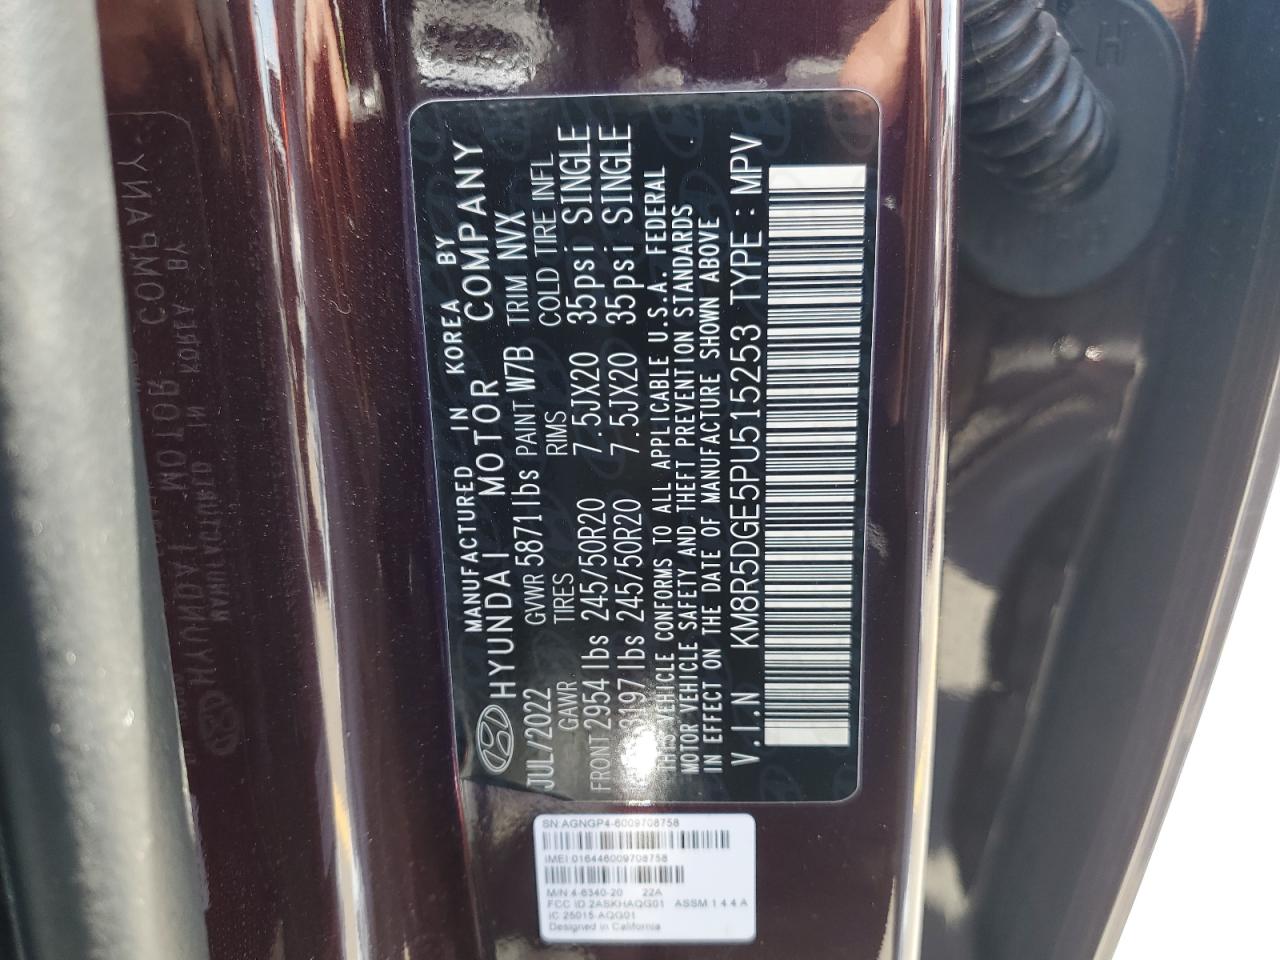 MANUFACTURED IN KOREA BY
HYUNDAI MOTOR COMPANY
JUL/2022 GVWR 5871lbs PAINT W7B TRIM NVX
GAWR TIRES RIMS COLD TIRE INFL
FRONT 2954lbs 245/50R20 7.5JX20 35psi SINGLE
3197lbs 245/50R20 7.5JX20 35psi SINGLE
THIS VEHICLE CONFORMS TO ALL APPLICABLE U.S.A. FEDERAL
MOTOR VEHICLE SAFETY AND THEFT PREVENTION STANDARDS
IN EFFECT ON THE DATE OF MANUFACTURE SHOWN ABOVE
V.I.N KM8R5DGE5PU515253 TYPE : MPV
SN:AGNGP4-6009708758
IMEI:016446009708758
M/N 4-6340-20 22A
FCC ID 2ASKHAQG01 ASSM 1 4 4 A
IC 25015-AQG01
Designed in California